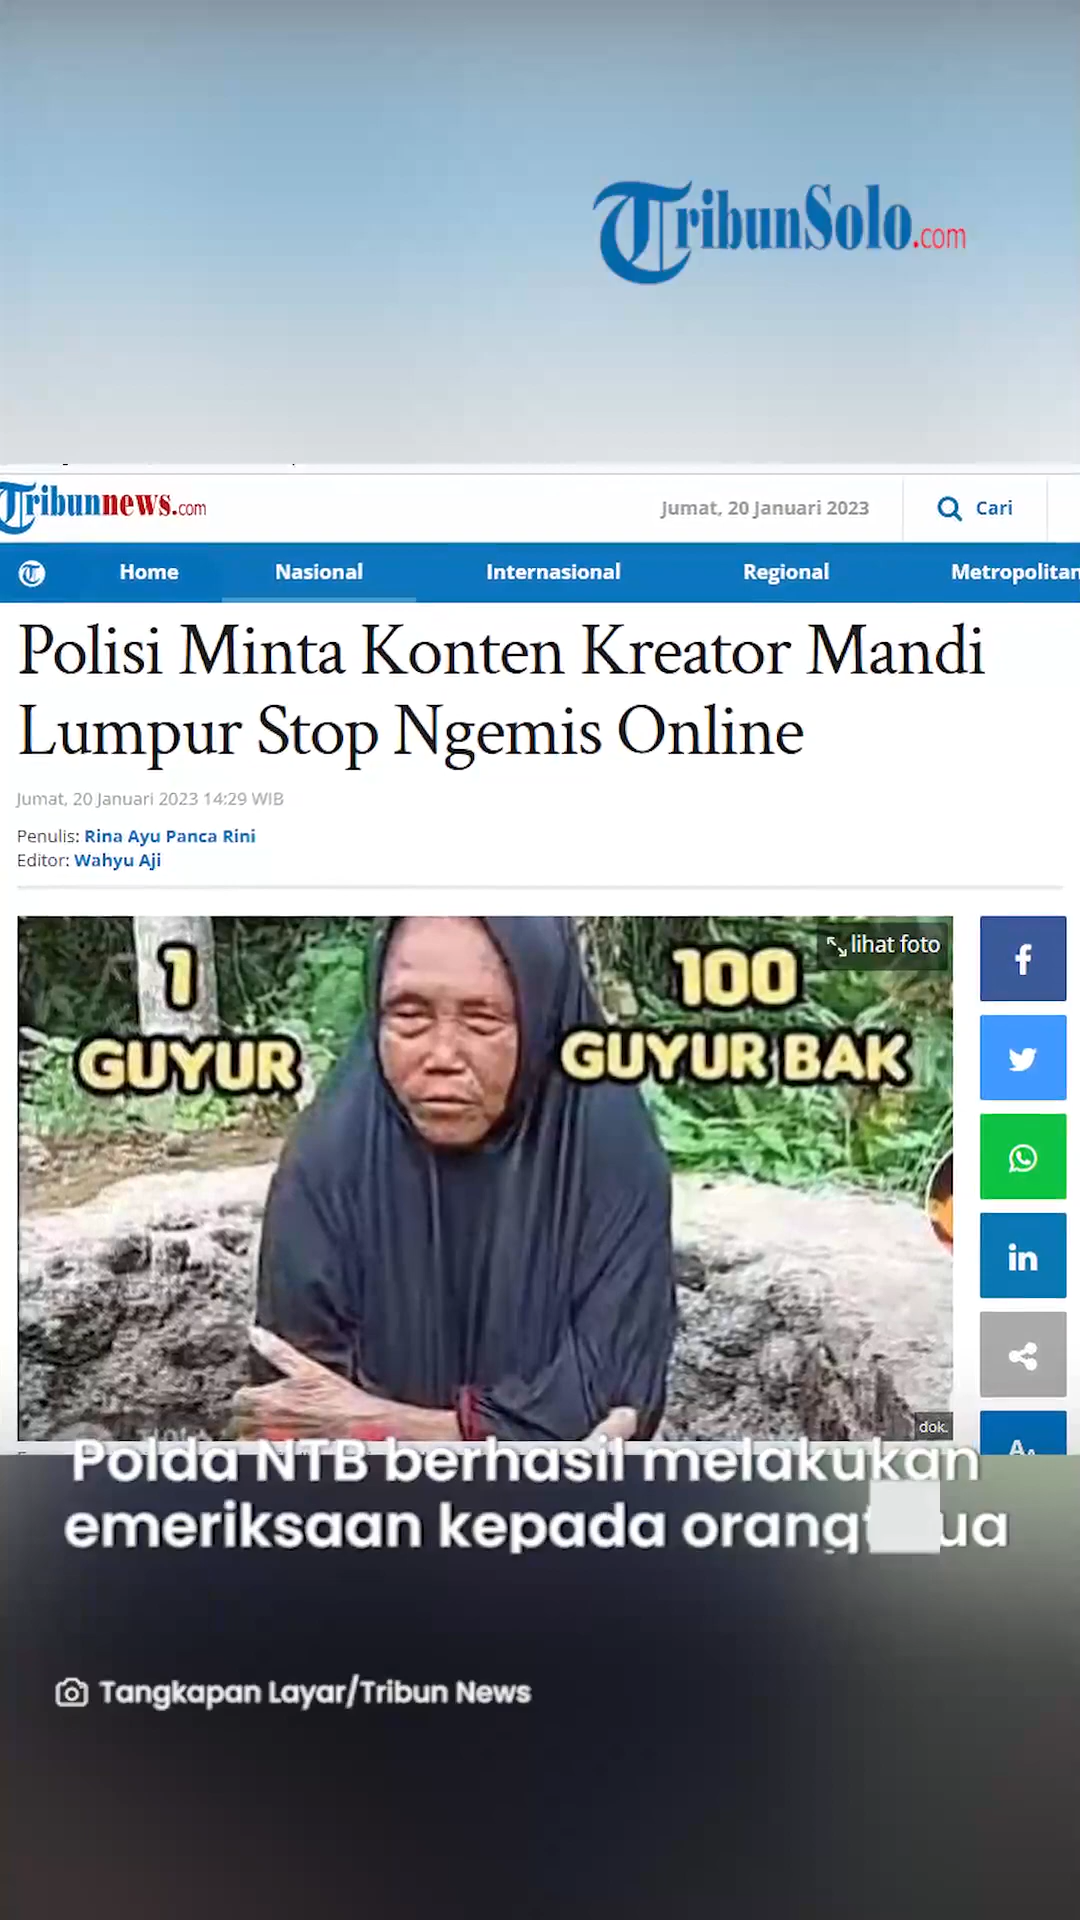 TribunSolo.com
Tribunnews.com
Jumat, 20 Januari 2023
Cari
Home Nasional Internasional Regional Metropolitan
Polisi Minta Konten Kreator Mandi
Lumpur Stop Ngemis Online
Jumat, 20 Januari 2023 14:29 WIB
Penulis: Rina Ayu Panca Rini
Editor: Wahyu Aji
lihat foto
1
GUYUR
100
GUYUR BAK
dok.
Polda NTB berhasil melakukan
emeriksaan kepada
Tangkapan Layar/Tribun News